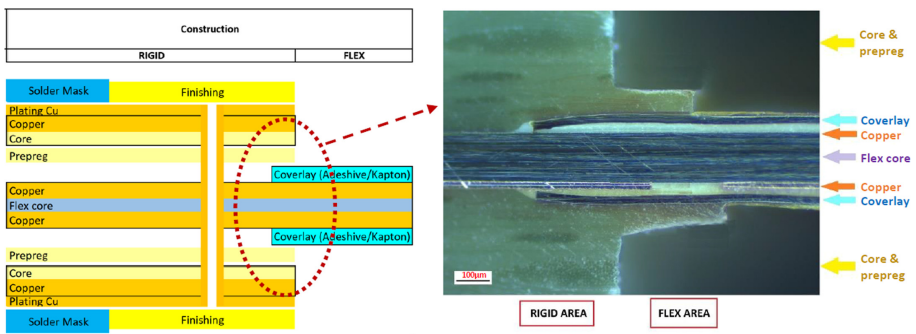 Construction
RIGID
FLEX
Solder Mask
Finishing
Plating Cu
Copper
Core
Prepreg
Coverlay (Adeshive/Kapton)
Copper
Flex core
Copper
Coverlay (Adeshive/Kapton)
Prepreg
Core
Copper
Plating Cu
Solder Mask
Finishing
Core &
prepreg
Coverlay
Copper
Flex core
Copper
Coverlay
Core &
prepreg
100µm
RIGID AREA
FLEX AREA